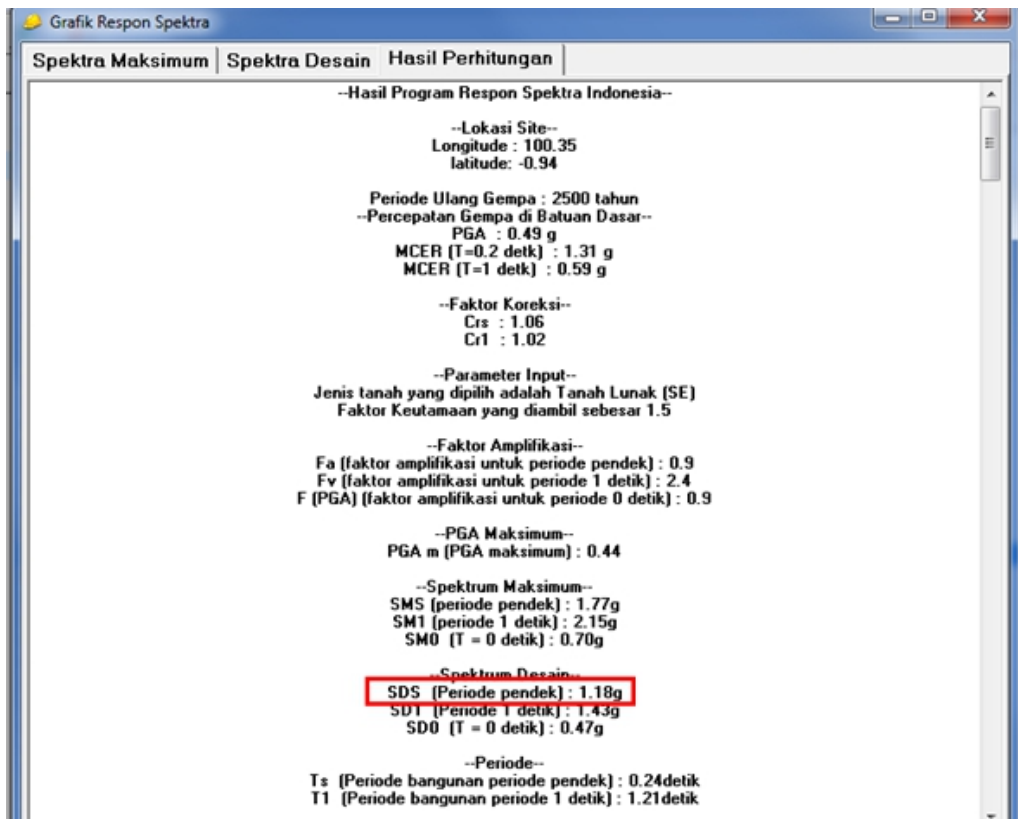 Grafik Respon Spektra
Spektra Maksimum Spektra Desain Hasil Perhitungan
--Hasil Program Respon Spektra Indonesia--
--Lokasi Site--
Longitude : 100.35
latitude: -0.94
Periode Ulang Gempa : 2500 tahun
--Percepatan Gempa di Batuan Dasar--
PGA : 0.49 g
MCER (T=0.2 detk) : 1.31 g
MCER (T=1 detk) : 0.59 g
--Faktor Koreksi--
Crs : 1.06
Cr1 : 1.02
--Parameter Input--
Jenis tanah yang dipilih adalah Tanah Lunak (SE)
Faktor Keutamaan yang diambil sebesar 1.5
--Faktor Amplifikasi--
Fa (faktor amplifikasi untuk periode pendek) : 0.9
Fv (faktor amplifikasi untuk periode 1 detik) : 2.4
F (PGA) (faktor amplifikasi untuk periode 0 detik) : 0.9
--PGA Maksimum--
PGA m (PGA maksimum) : 0.44
--Spektrum Maksimum--
SMS (periode pendek) : 1.77g
SM1 (periode 1 detik) : 2.15g
SM0 (T = 0 detik) : 0.70g
--Spektrum Desain--
SDS (Periode pendek) : 1.18g
SD1 (Periode 1 detik) : 1.43g
SD0 (T = 0 detik) : 0.47g
--Periode--
Ts (Periode bangunan periode pendek) : 0.24detik
T1 (Periode bangunan periode 1 detik) : 1.21detik